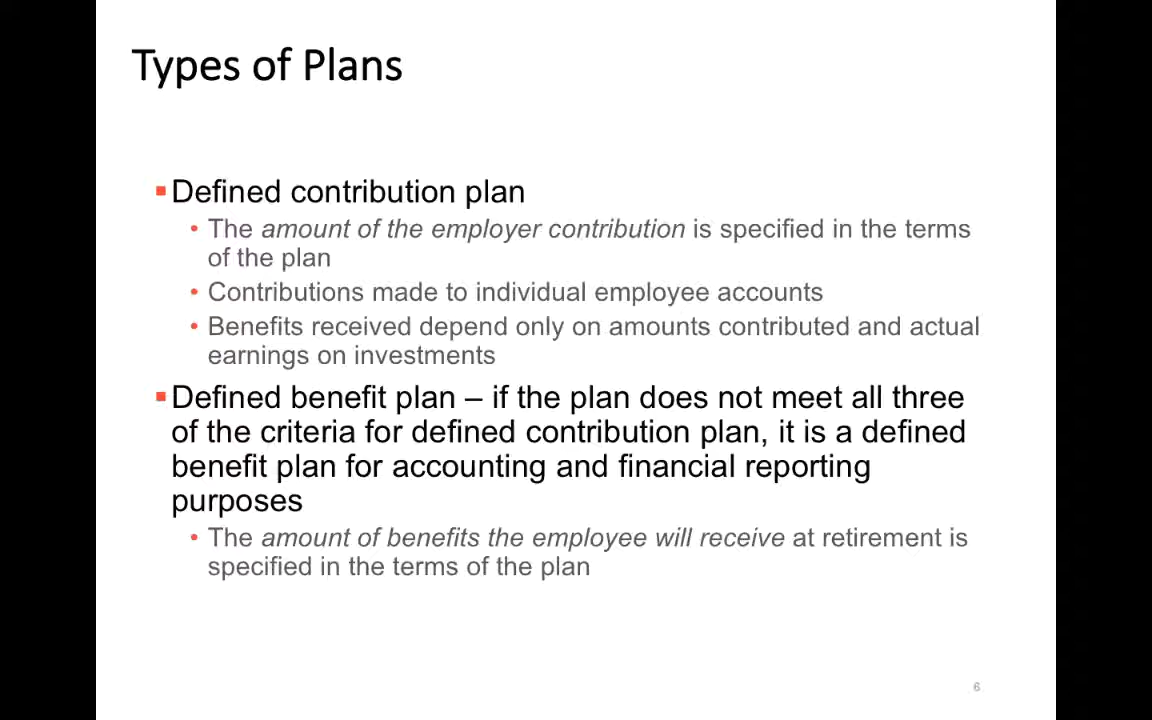 Types of Plans
▪Defined contribution plan
• The amount of the employer contribution is specified in the terms
of the plan
• Contributions made to individual employee accounts
• Benefits received depend only on amounts contributed and actual
earnings on investments
▪Defined benefit plan – if the plan does not meet all three
of the criteria for defined contribution plan, it is a defined
benefit plan for accounting and financial reporting
purposes
• The amount of benefits the employee will receive at retirement is
specified in the terms of the plan
6